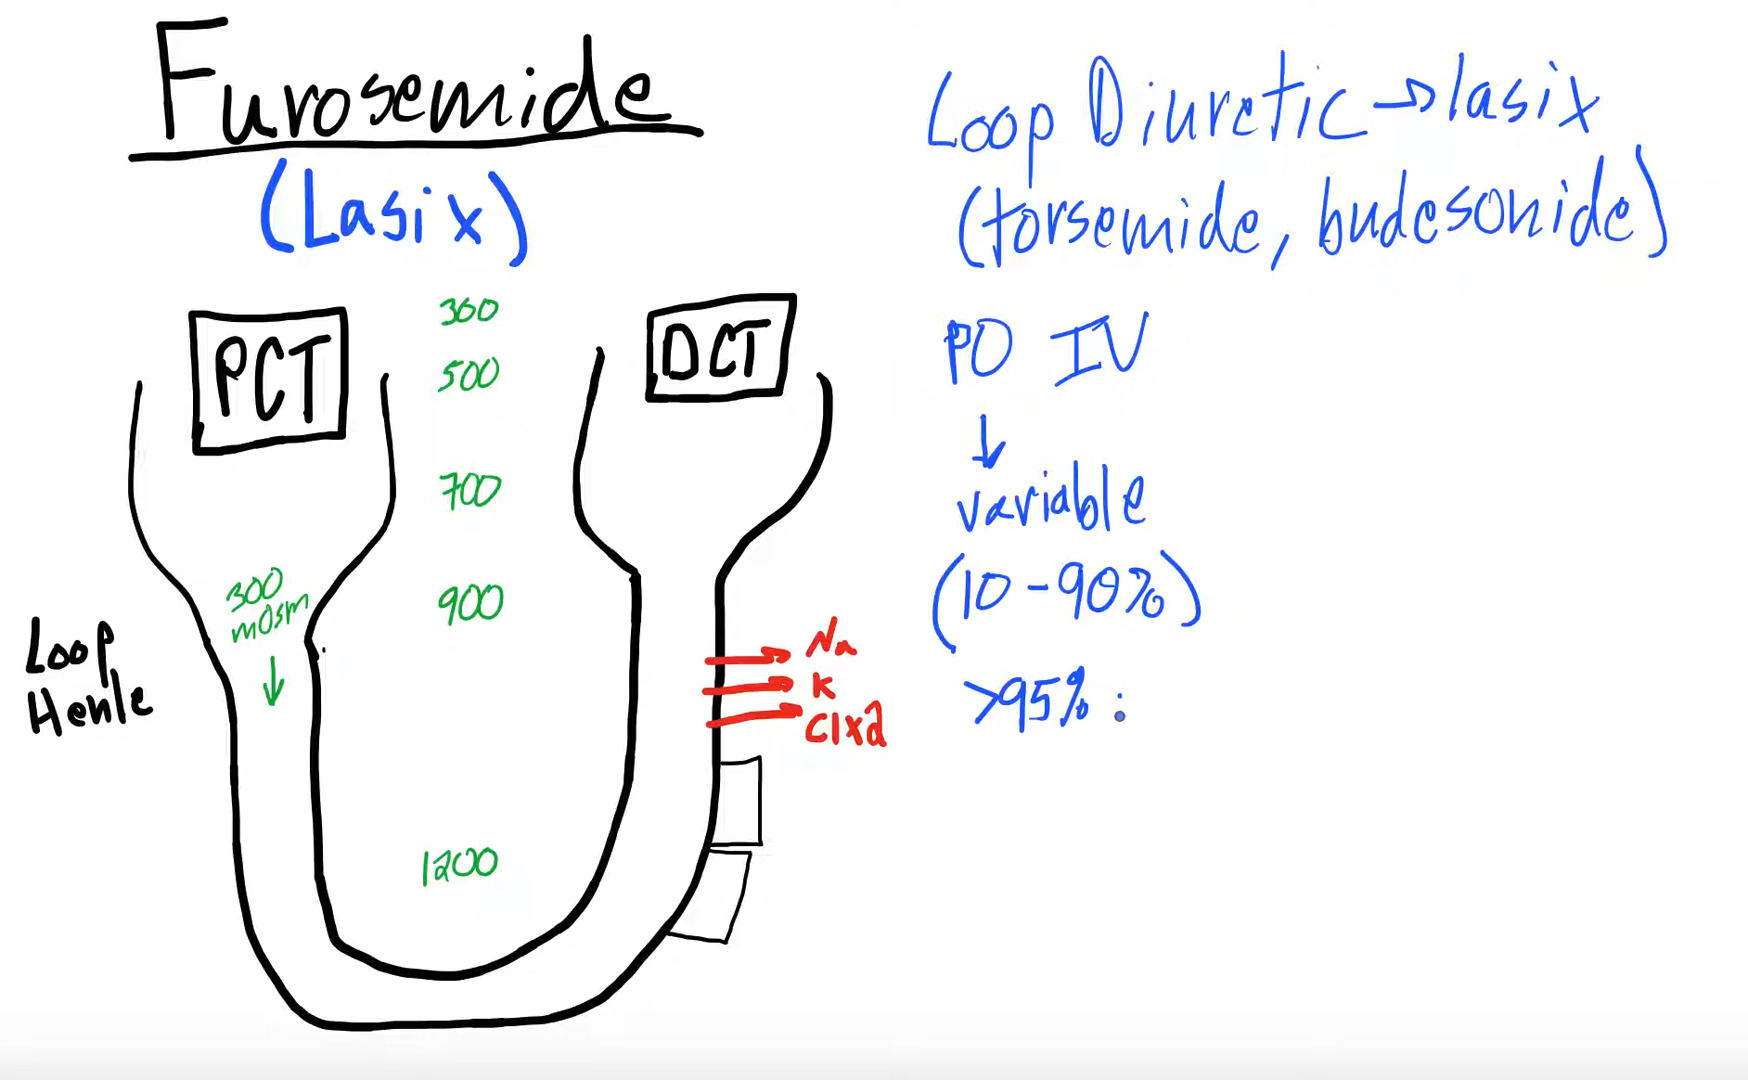 Furosemide
(Lasix)
PCT
300
500
700
900
1200
DCT
300
mOsm
Loop
Henle
Na
K
Clx2
Loop Diuretic → lasix
(torsemide, budesonide)
PO IV
↓
variable
(10-90%)
>95% :